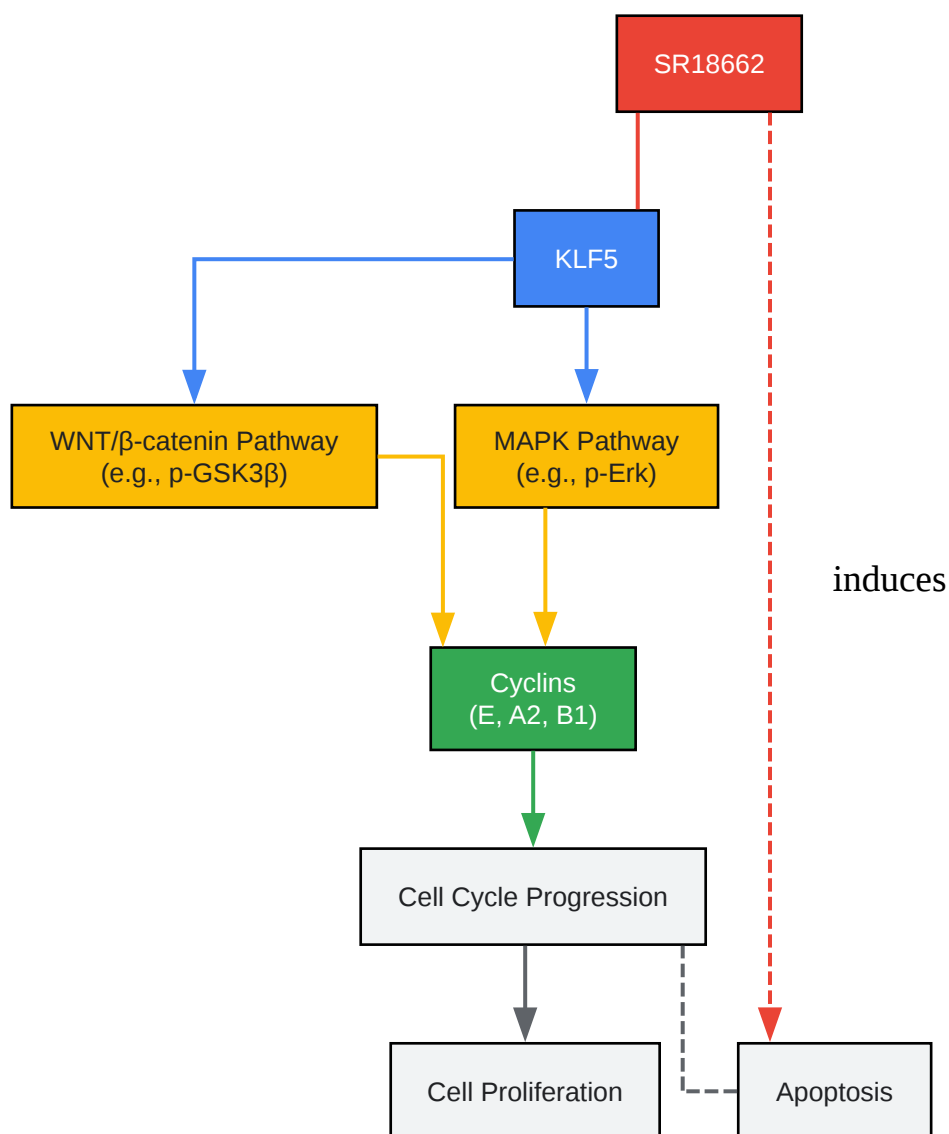 SR18662
KLF5
WNT/β-catenin Pathway
(e.g., p-GSK3β)
MAPK Pathway
(e.g., p-Erk)
induces
Cyclins
(E, A2, B1)
Cell Cycle Progression
Cell Proliferation
Apoptosis